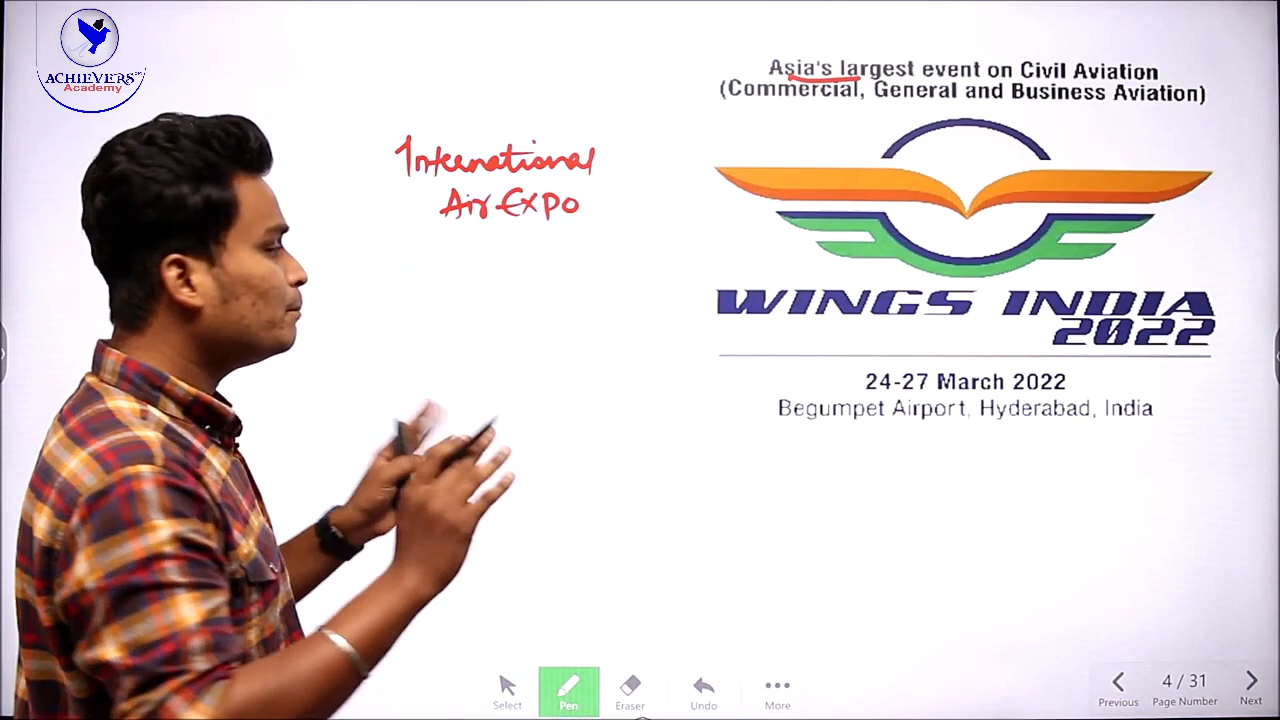 ACHIEVERS
Academy
International
Air Expo
Asia's largest event on Civil Aviation
(Commercial, General and Business Aviation)
WINGS INDIA
2022
24-27 March 2022
Begumpet Airport, Hyderabad, India
Select
Pen
Eraser
Undo
More
Previous
4 / 31
Page Number
Next